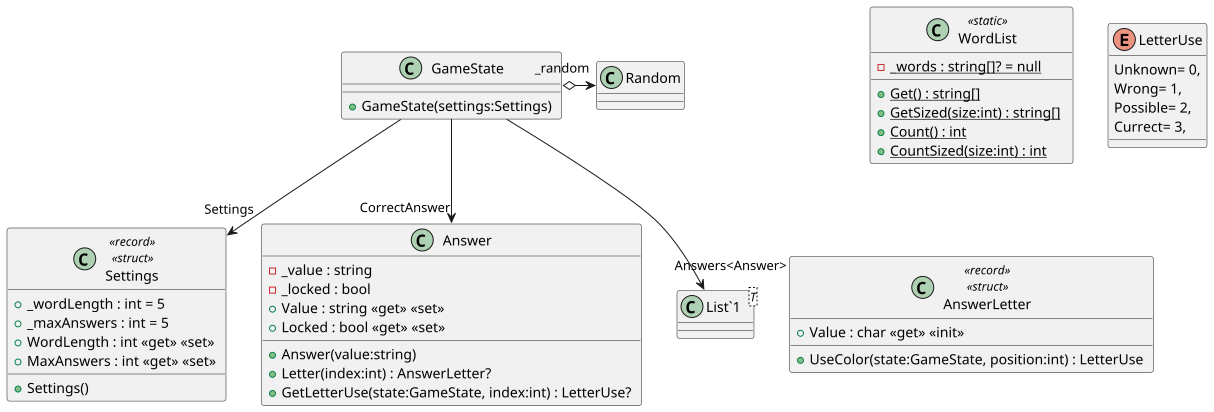 C GameState
GameState(settings:Settings)
_random
C Random
«static»
C WordList
_words : string[]? = null
Get() : string[]
GetSized(size:int) : string[]
Count() : int
CountSized(size:int) : int
E LetterUse
Unknown= 0,
Wrong= 1,
Possible= 2,
Currect= 3,
Settings
CorrectAnswer
Answers<Answer>
«record»
«struct»
C Settings
_wordLength : int = 5
_maxAnswers : int = 5
WordLength : int «get» «set»
MaxAnswers : int «get» «set»
Settings()
C Answer
_value : string
_locked : bool
Value : string «get» «set»
Locked : bool «get» «set»
Answer(value:string)
Letter(index:int) : AnswerLetter?
GetLetterUse(state:GameState, index:int) : LetterUse?
C List`1 T
«record»
«struct»
C AnswerLetter
Value : char «get» «init»
UseColor(state:GameState, position:int) : LetterUse